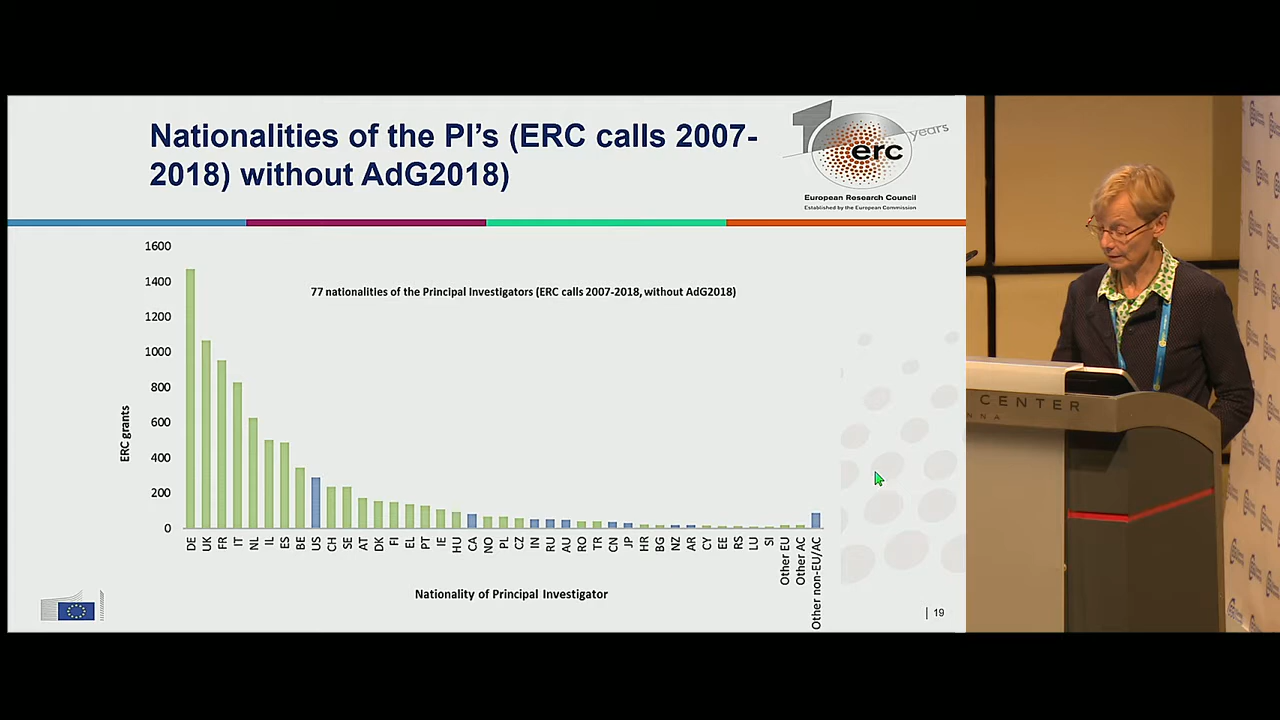 Nationalities of the PI’s (ERC calls 2007-
2018) without AdG2018)
years
erc
European Research Council
Established by the European Commission
77 nationalities of the Principal Investigators (ERC calls 2007-2018, without AdG2018)
1600
1400
1200
1000
800
600
400
200
0
ERC grants
DE UK FR IT NL IL ES BE US CH SE AT DK FI EL PT IE HU CA NO PL CZ IN RU AU RO TR CN JP HR BG NZ AR CY EE RS LU SI Other EU Other AC Other non-EU/AC
Nationality of Principal Investigator
19
CENTER